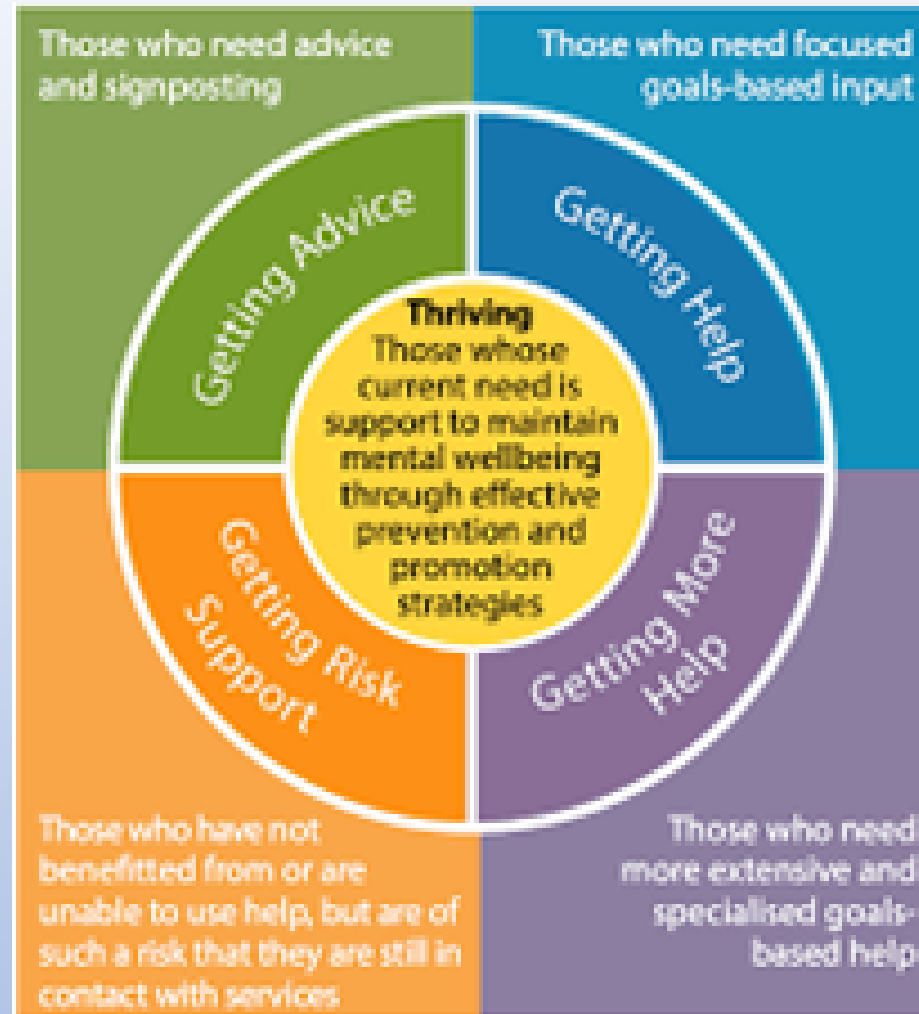 Those who need advice
and signposting
Those who need focused
goals-based input
Getting Advice
Getting Help
Thriving
Those whose
current need is
support to maintain
mental wellbeing
through effective
prevention and
promotion
strategies
Getting Risk
Support
Getting More
Help
Those who have not
benefitted from or are
unable to use help, but are of
such a risk that they are still in
contact with services
Those who need
more extensive and
specialised goals-
based help